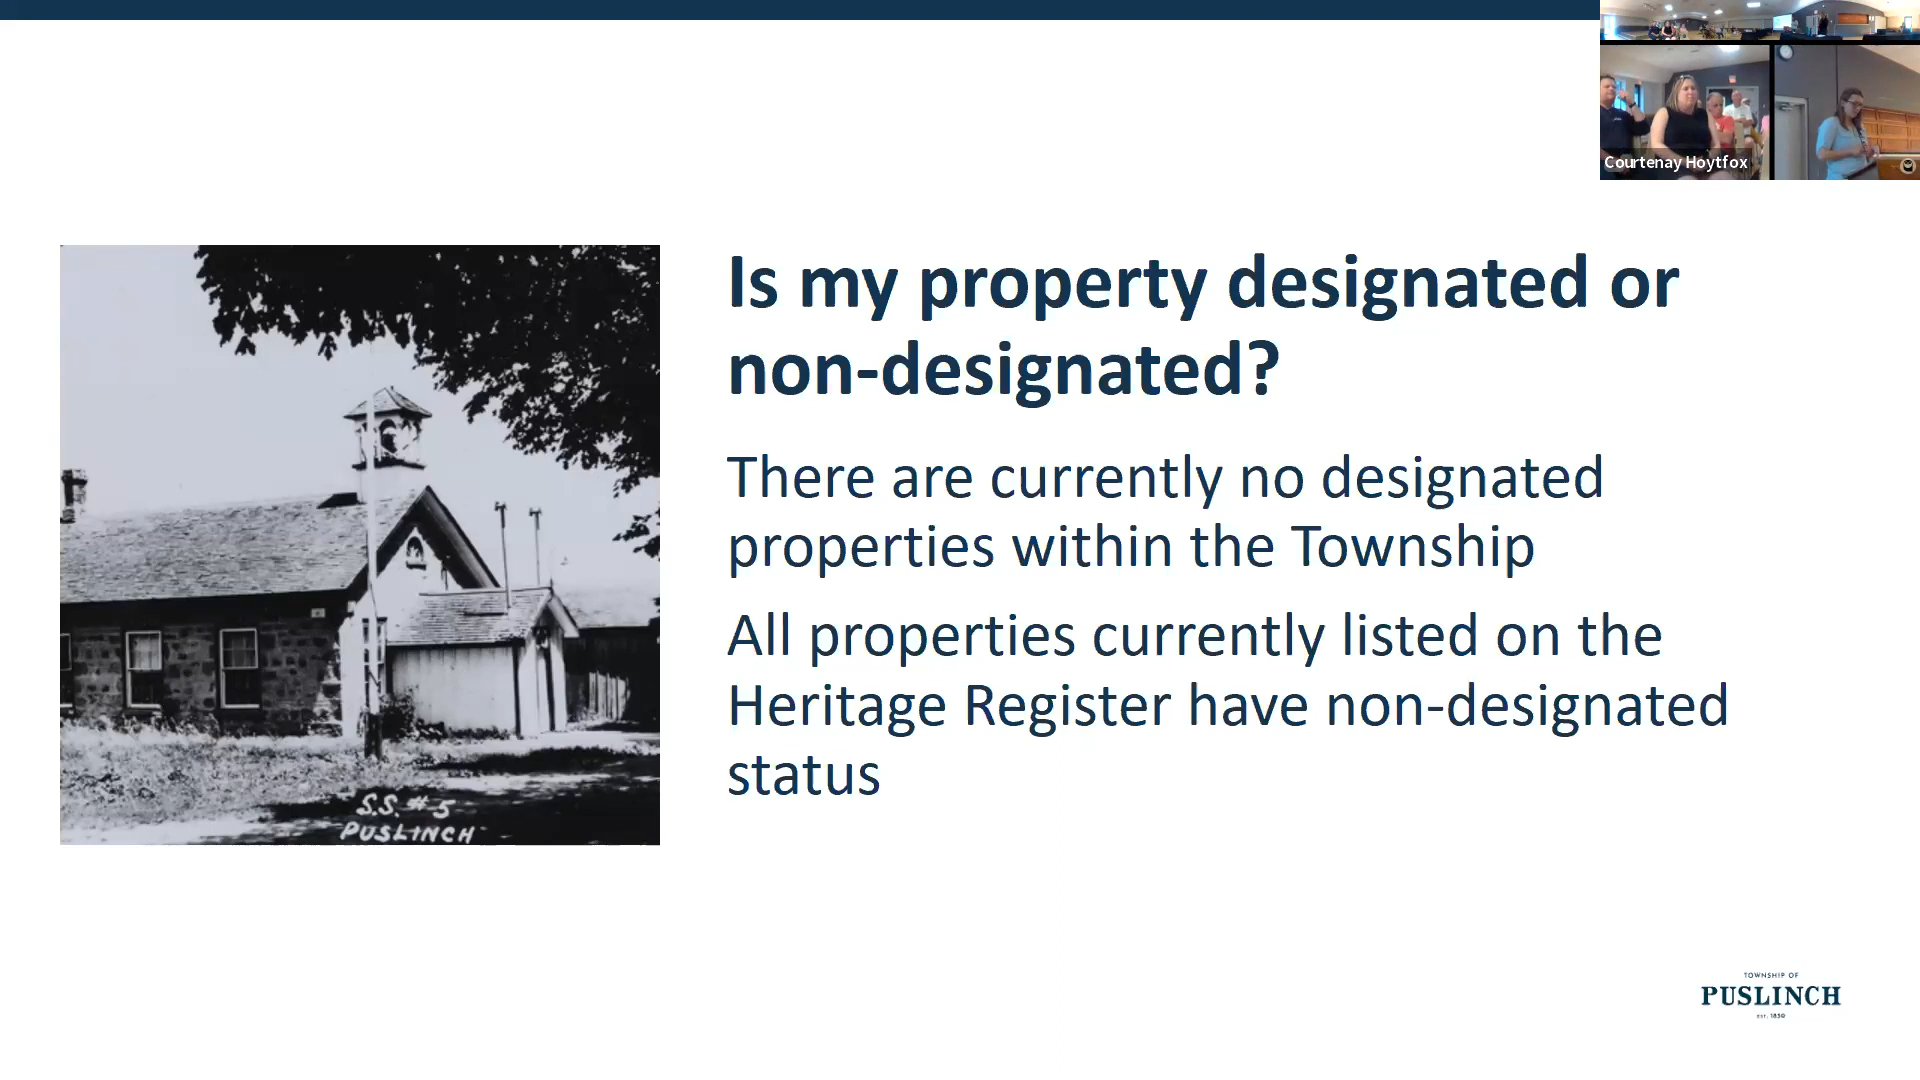 Courtenay Hoytfox
Is my property designated or
non-designated?
There are currently no designated
properties within the Township
All properties currently listed on the
Heritage Register have non-designated
status
S.S. # 5
PUSLINCH
TOWNSHIP OF
PUSLINCH
EST. 1850